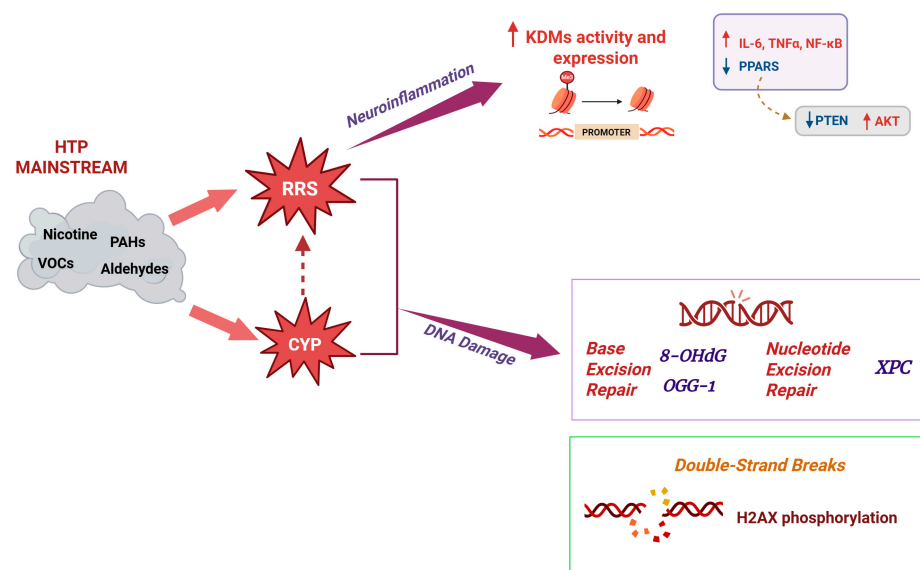 HTP
MAINSTREAM
Nicotine
PAHs
VOCs
Aldehydes
RRS
CYP
Neuroinflammation
KDMs activity and
expression
Me3
PROMOTER
IL-6, TNFα, NF-κB
PPARS
PTEN
AKT
DNA Damage
Base
Excision
Repair
8-OHdG
OGG-1
Nucleotide
Excision
Repair
XPC
Double-Strand Breaks
H2AX phosphorylation